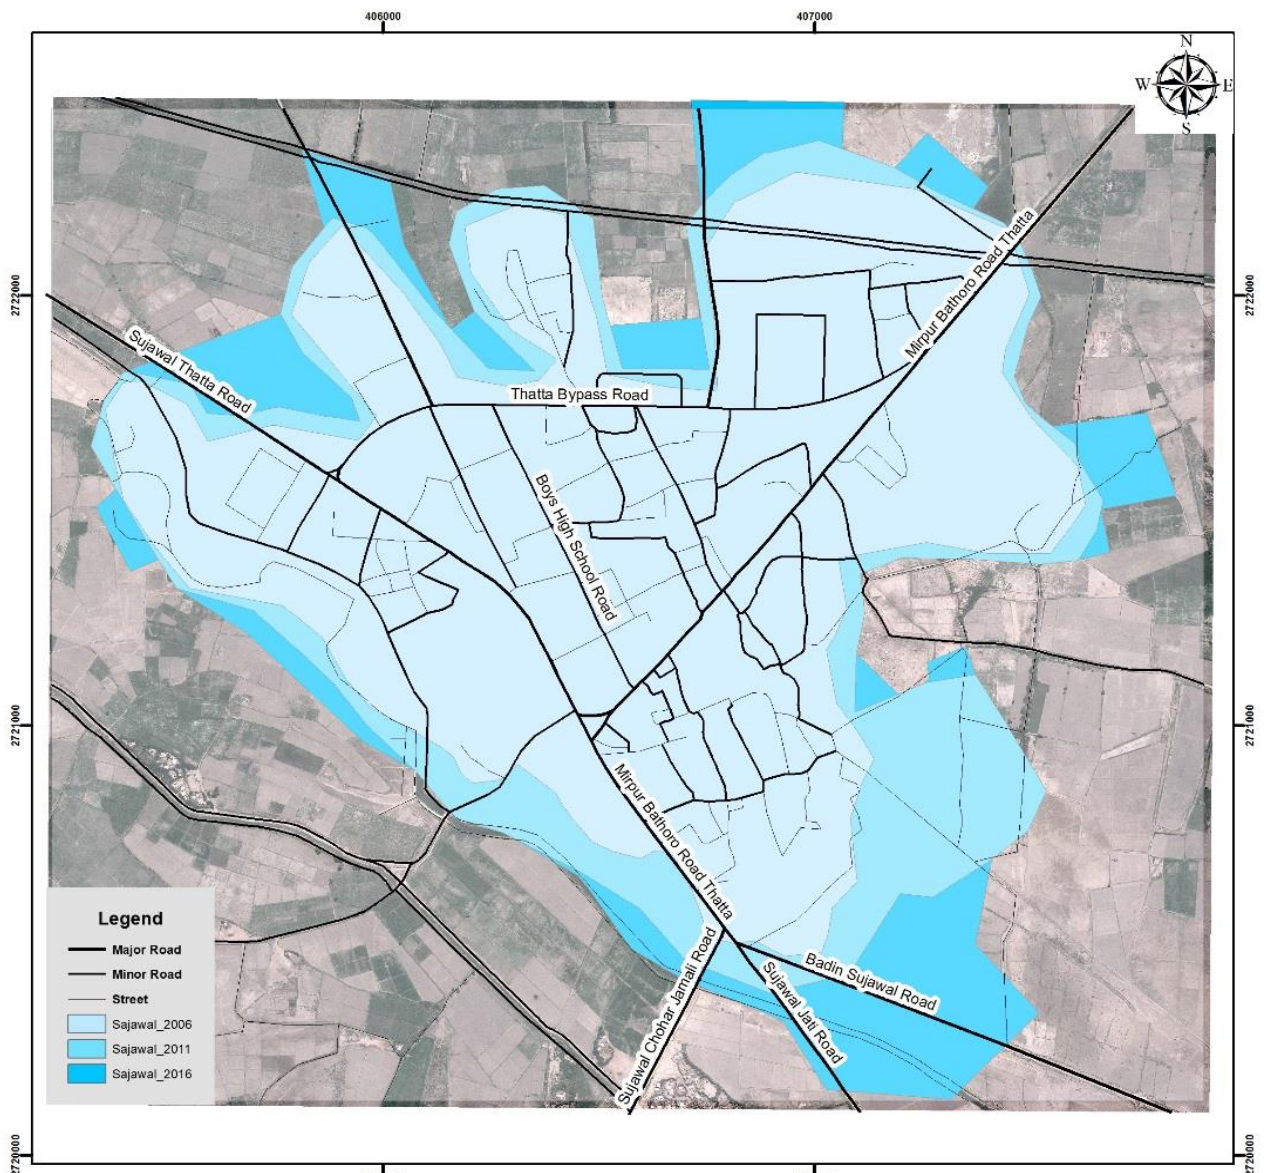 406000
407000
N
W
E
S
2722000
2722000
Mirpur Bathoro Road Thatta
Sujawal Thatta Road
Thatta Bypass Road
Boys High School Road
2721000
2721000
Mirpur Bathoro Road Thatta
Sujawal Chohar Jamali Road
Sujawal Jati Road
Badin Sujawal Road
Legend
Major Road
Minor Road
Street
Sajawal_2006
Sajawal_2011
Sajawal_2016
2720000
2720000